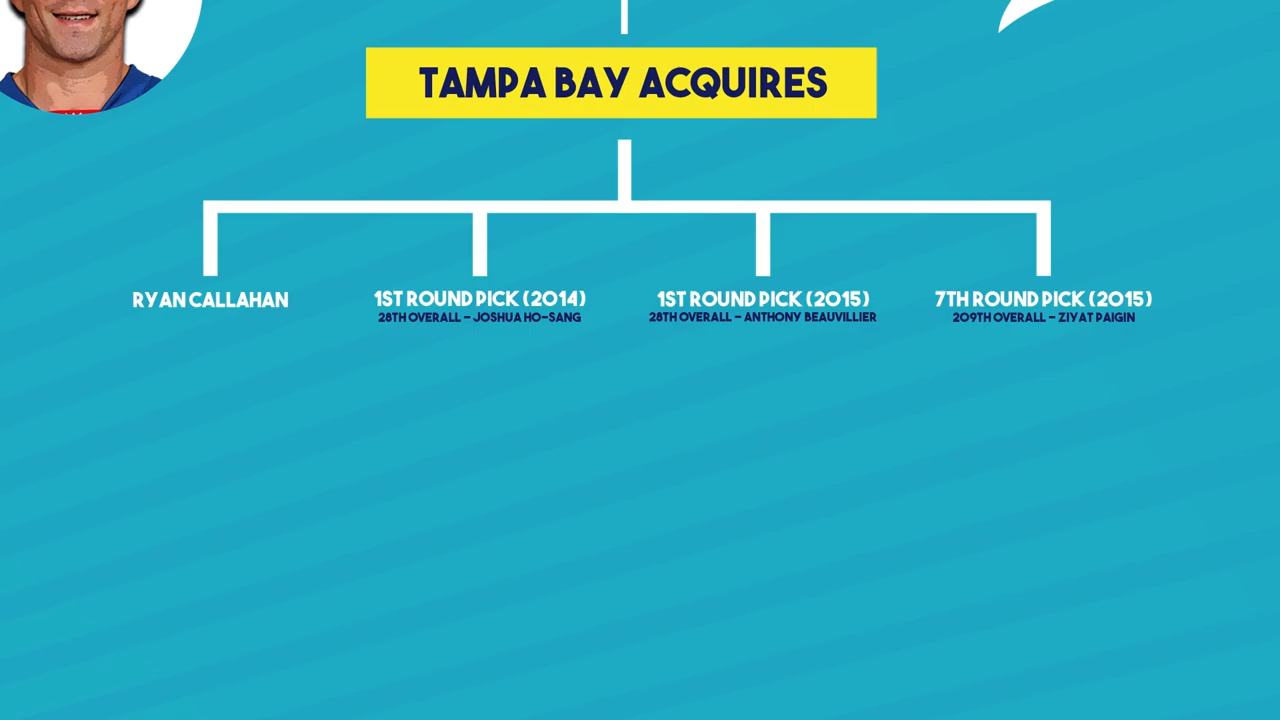 TAMPA BAY ACQUIRES
RYAN CALLAHAN
1ST ROUND PICK (2014)
28TH OVERALL - JOSHUA HO-SANG
1ST ROUND PICK (2015)
28TH OVERALL - ANTHONY BEAUVILLIER
7TH ROUND PICK (2015)
209TH OVERALL - ZIYAT PAIGIN